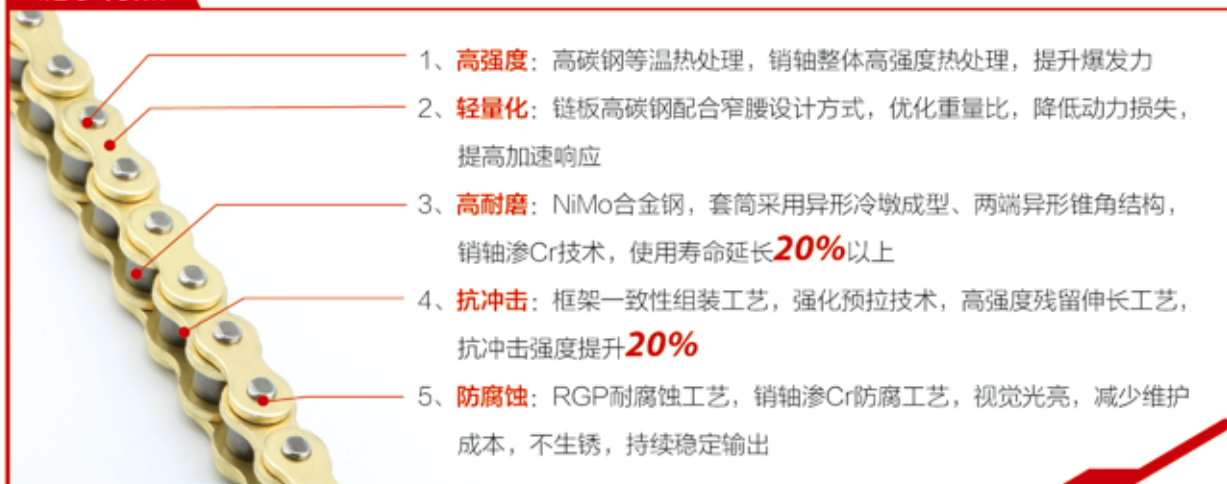 1、高强度：高碳钢等温热处理，销轴整体高强度热处理，提升爆发力
2、轻量化：链板高碳钢配合窄腰设计方式，优化重量比，降低动力损失，
提高加速响应
3、高耐磨：NiMo合金钢，套筒采用异形冷墩成型、两端异形锥角结构，
销轴渗Cr技术，使用寿命延长20%以上
4、抗冲击：框架一致性组装工艺，强化预拉技术，高强度残留伸长工艺，
抗冲击强度提升20%
5、防腐蚀：RGP耐腐蚀工艺，销轴渗Cr防腐工艺，视觉光亮，减少维护
成本，不生锈，持续稳定输出